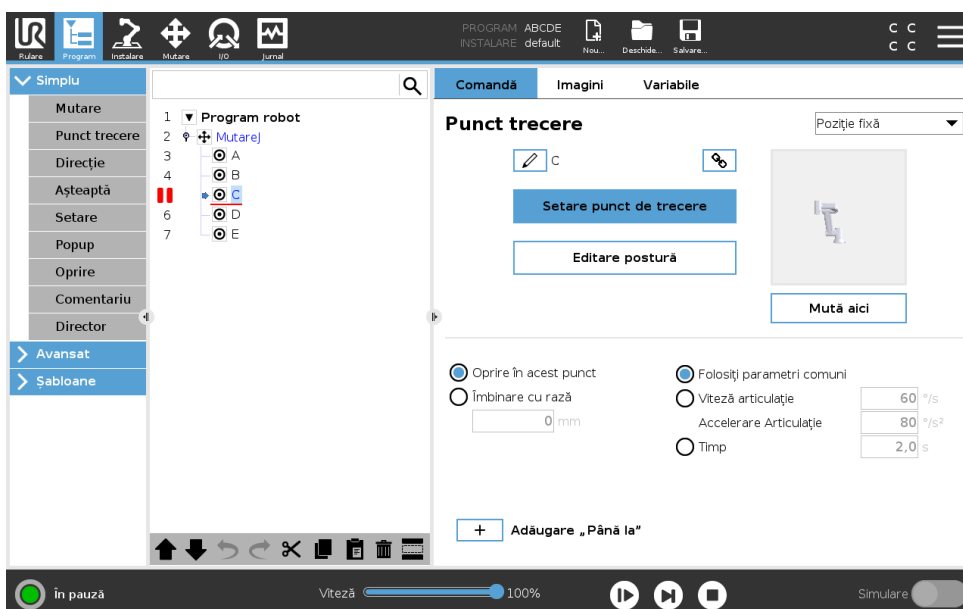 PROGRAM ABCDE
INSTALARE default
Rulare Program Instalare Mutare I/O Jurnal Nou... Deschide... Salvare...
C C
C C
Simplu
Mutare
Punct trecere
Direcție
Așteaptă
Setare
Popup
Oprire
Comentariu
Director
Avansat
Șabloane
1 Program robot
2 MutareJ
3 A
4 B
C
6 D
7 E
Comandă Imagini Variabile
Punct trecere Poziție fixă
C
Setare punct de trecere
Editare postură
Mută aici
Oprire în acest punct
Îmbinare cu rază
0 mm
Folosiți parametri comuni
Viteză articulație 60 °/s
Accelerare Articulație 80 °/s²
Timp 2,0 s
+ Adăugare „Până la”
În pauză Viteză 100% Simulare